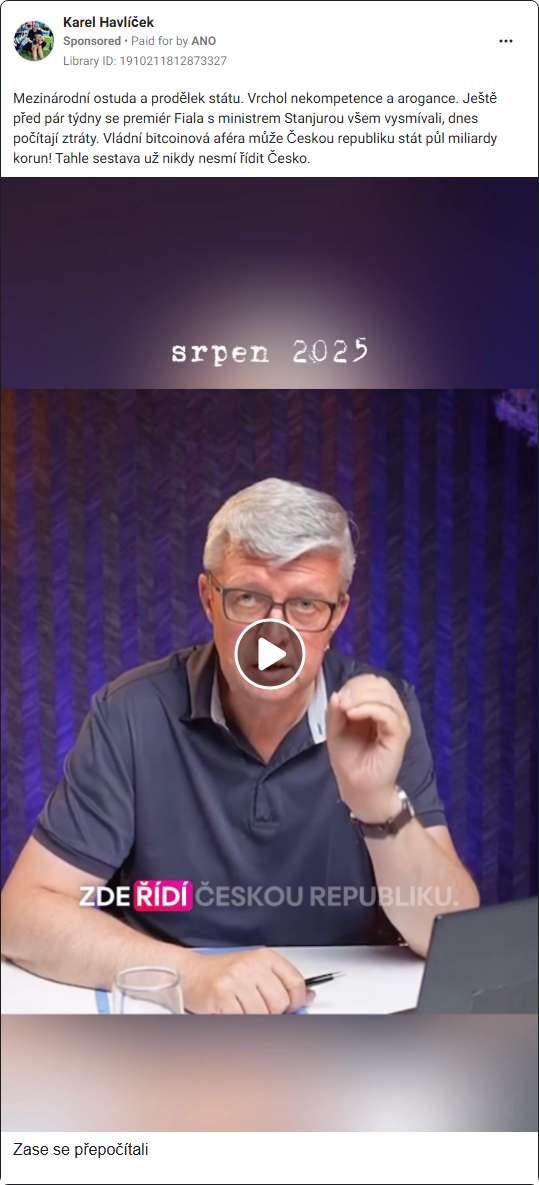 Karel Havlíček
Sponsored • Paid for by ANO
Library ID: 1910211812873327
Mezinárodní ostuda a prodělek státu. Vrchol nekompetence a arogance. Ještě
před pár týdny se premiér Fiala s ministrem Stanjurou všem vysmívali, dnes
počítají ztráty. Vládní bitcoinová aféra může Českou republiku stát půl miliardy
korun! Tahle sestava už nikdy nesmí řídit Česko.
srpen 2025
ZDE ŘÍDÍ ČESKOU REPUBLIKU.
Zase se přepočítali